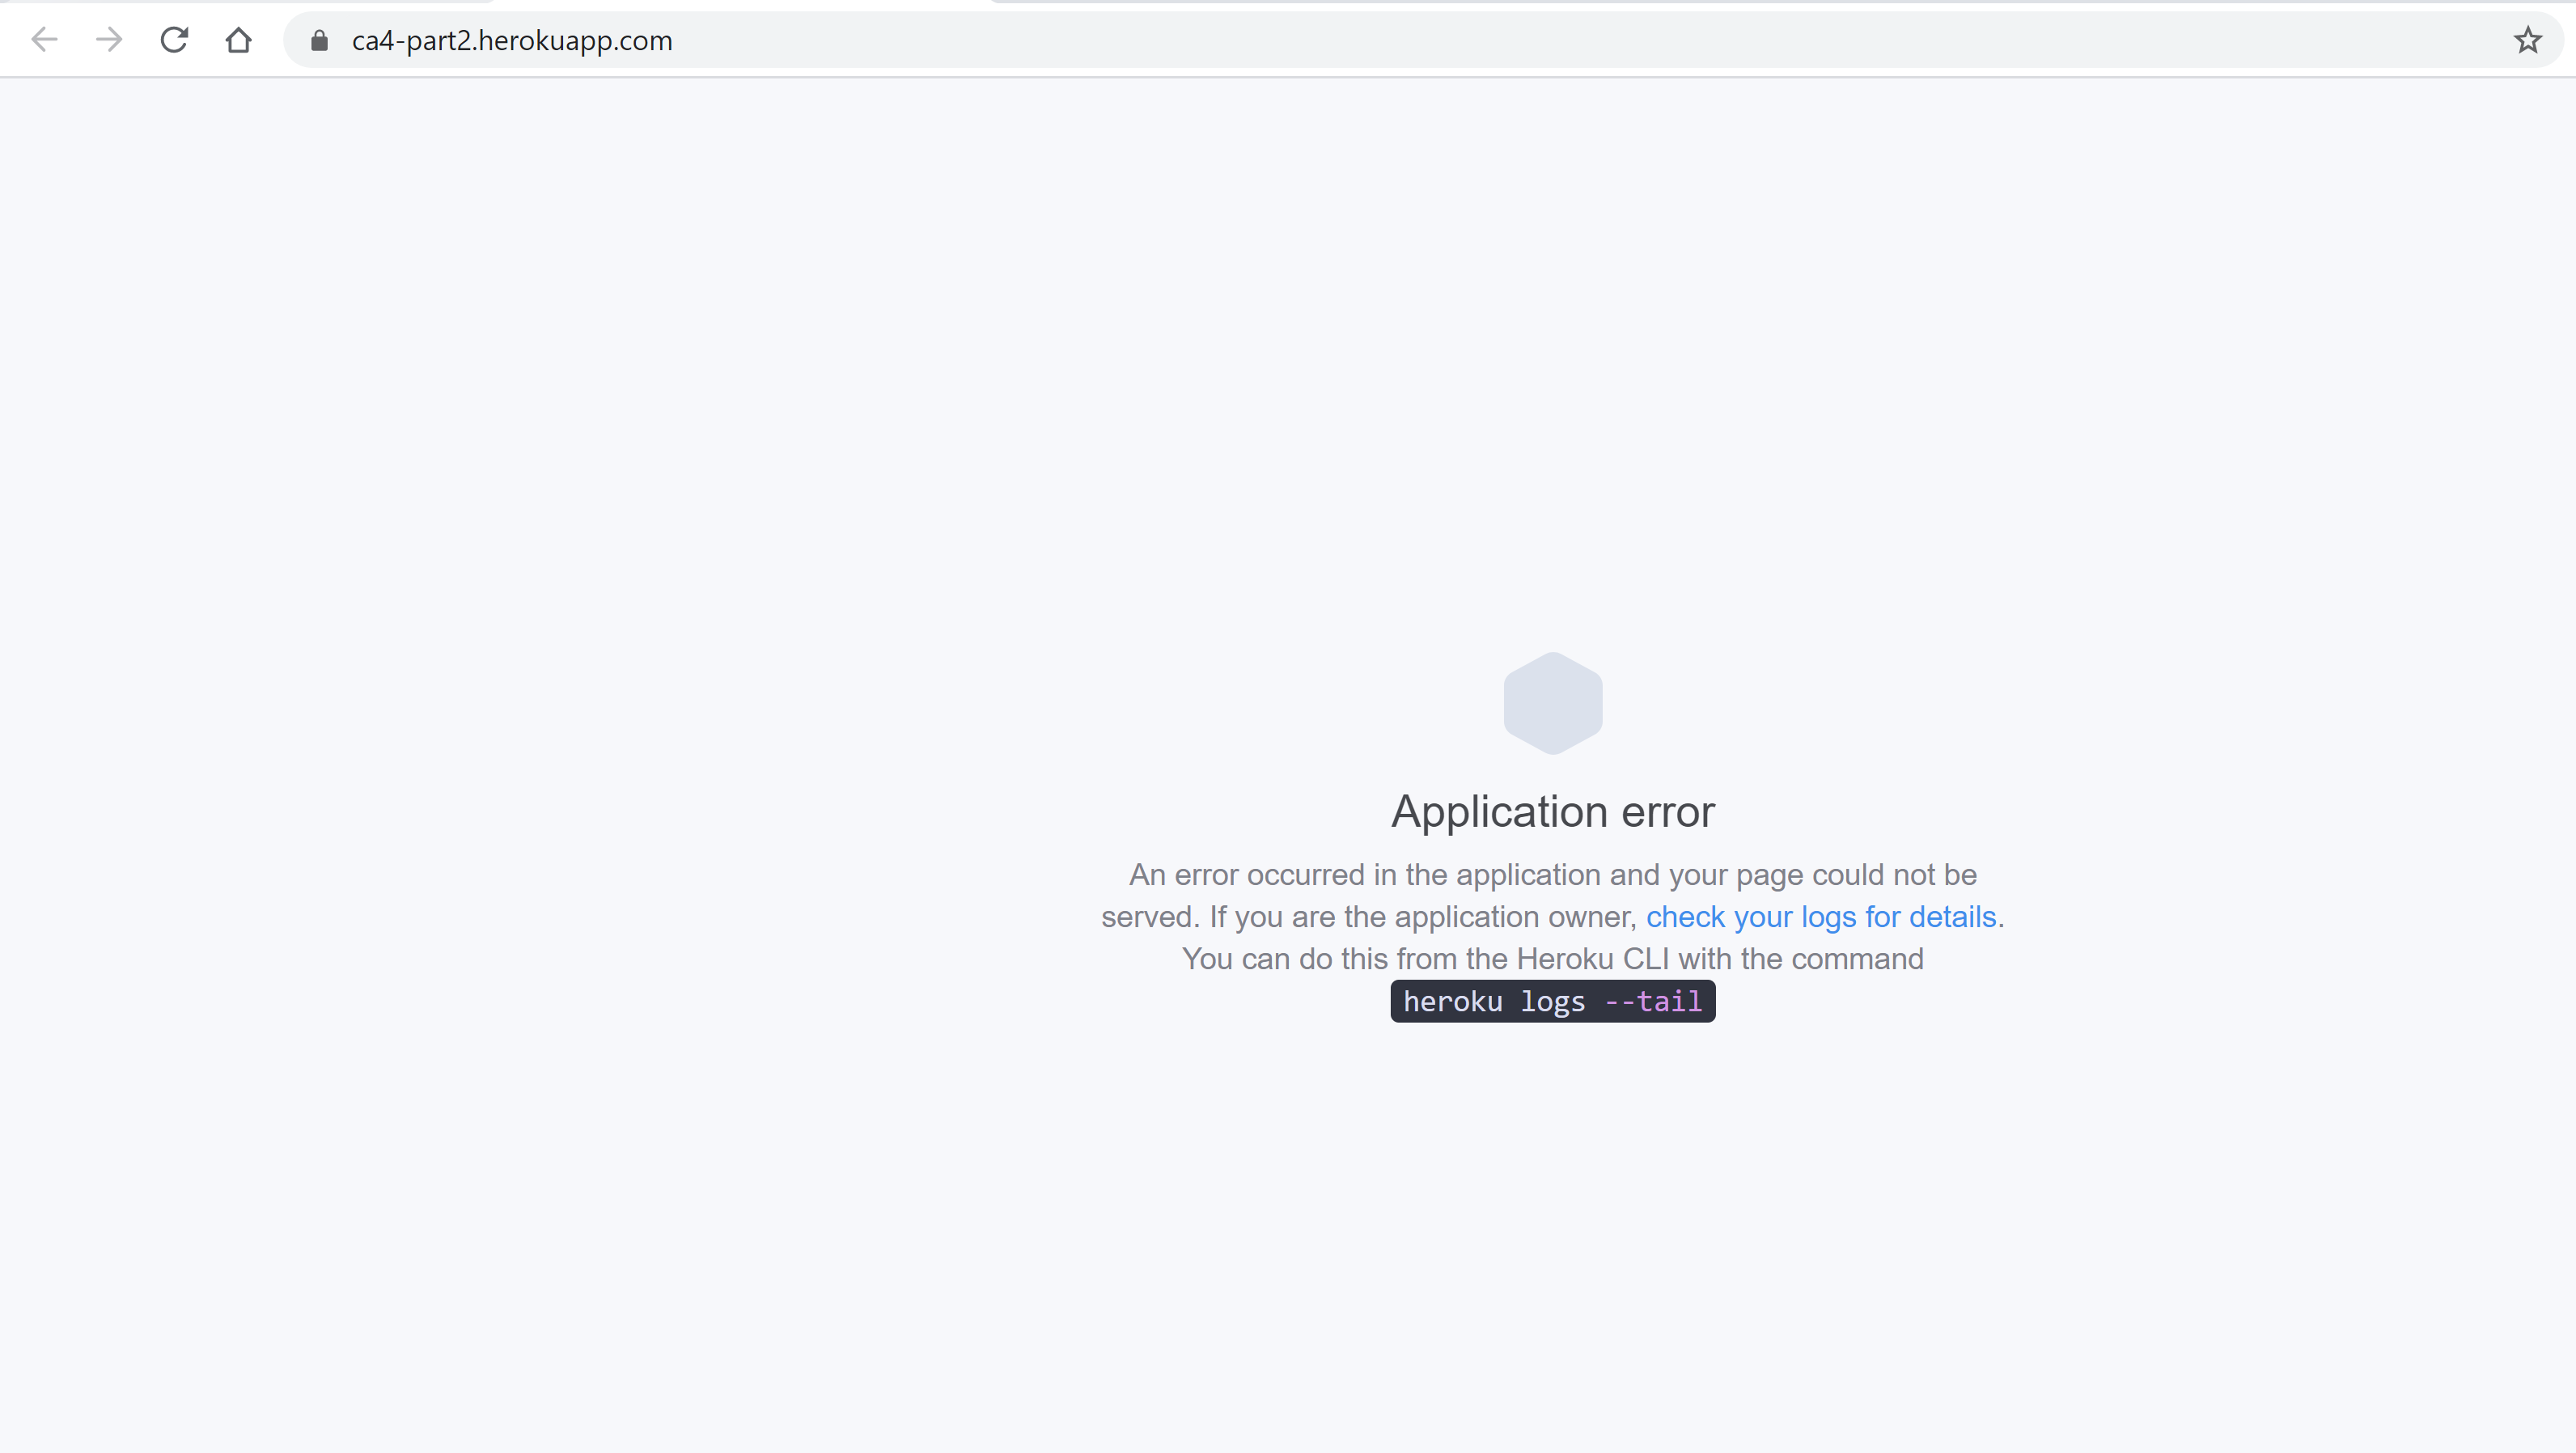 ca4-part2.herokuapp.com
Application error
An error occurred in the application and your page could not be
served. If you are the application owner, check your logs for details.
You can do this from the Heroku CLI with the command
heroku logs --tail